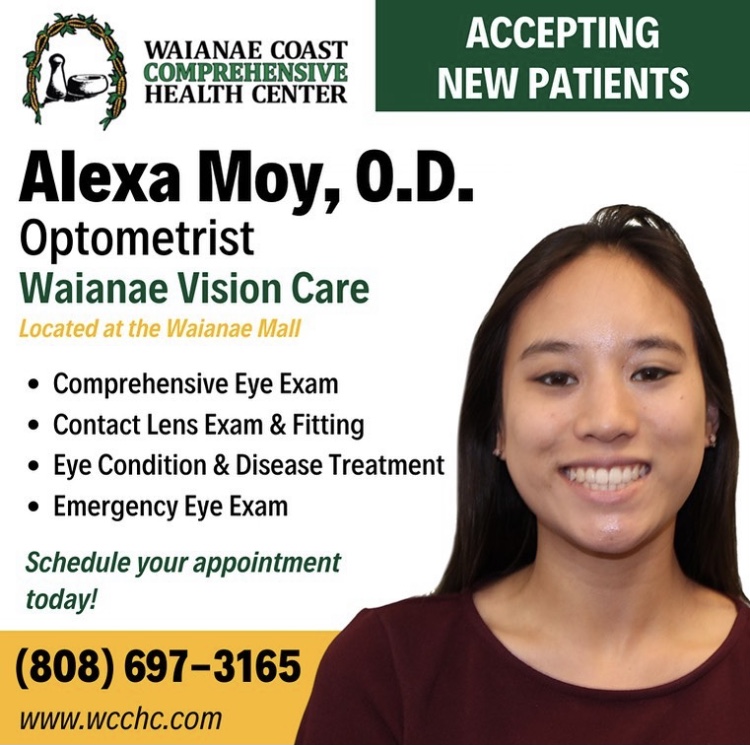 WAIANAE COAST
COMPREHENSIVE
HEALTH CENTER
ACCEPTING
NEW PATIENTS
Alexa Moy, O.D.
Optometrist
Waianae Vision Care
Located at the Waianae Mall
• Comprehensive Eye Exam
• Contact Lens Exam & Fitting
• Eye Condition & Disease Treatment
• Emergency Eye Exam
Schedule your appointment
today!
(808) 697-3165
www.wcchc.com